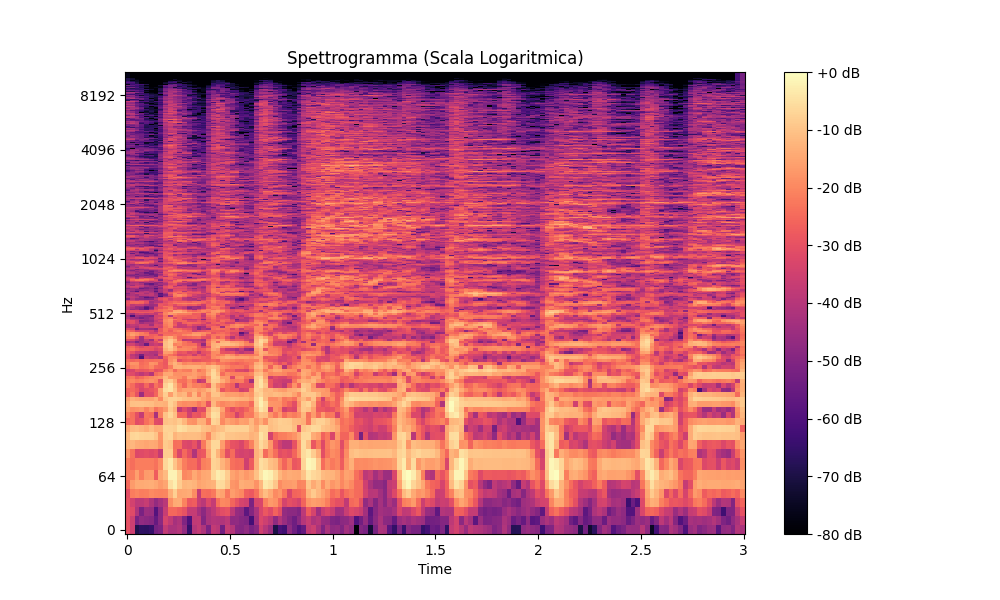 Spettrogramma (Scala Logaritmica)
Hz
8192
4096
2048
1024
512
256
128
64
0
0 0.5 1 1.5 2 2.5 3
Time
+0 dB
-10 dB
-20 dB
-30 dB
-40 dB
-50 dB
-60 dB
-70 dB
-80 dB